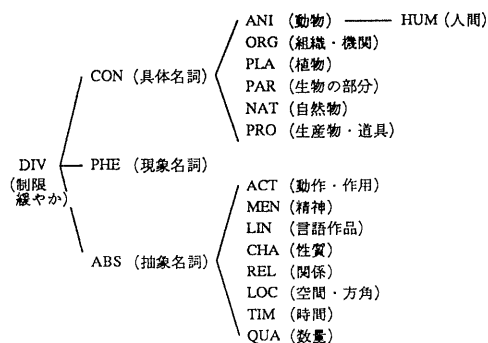 ANI (動物) HUM (人間)
ORG (組織・機関)
PLA (植物)
CON (具体名詞) PAR (生物の部分)
NAT (自然物)
PRO (生産物・道具)
DIV PHE (現象名詞)
(制限
緩やか)
ACT (動作・作用)
MEN (精神)
LIN (言語作品)
ABS (抽象名詞) CHA (性質)
REL (関係)
LOC (空間・方角)
TIM (時間)
QUA (数量)